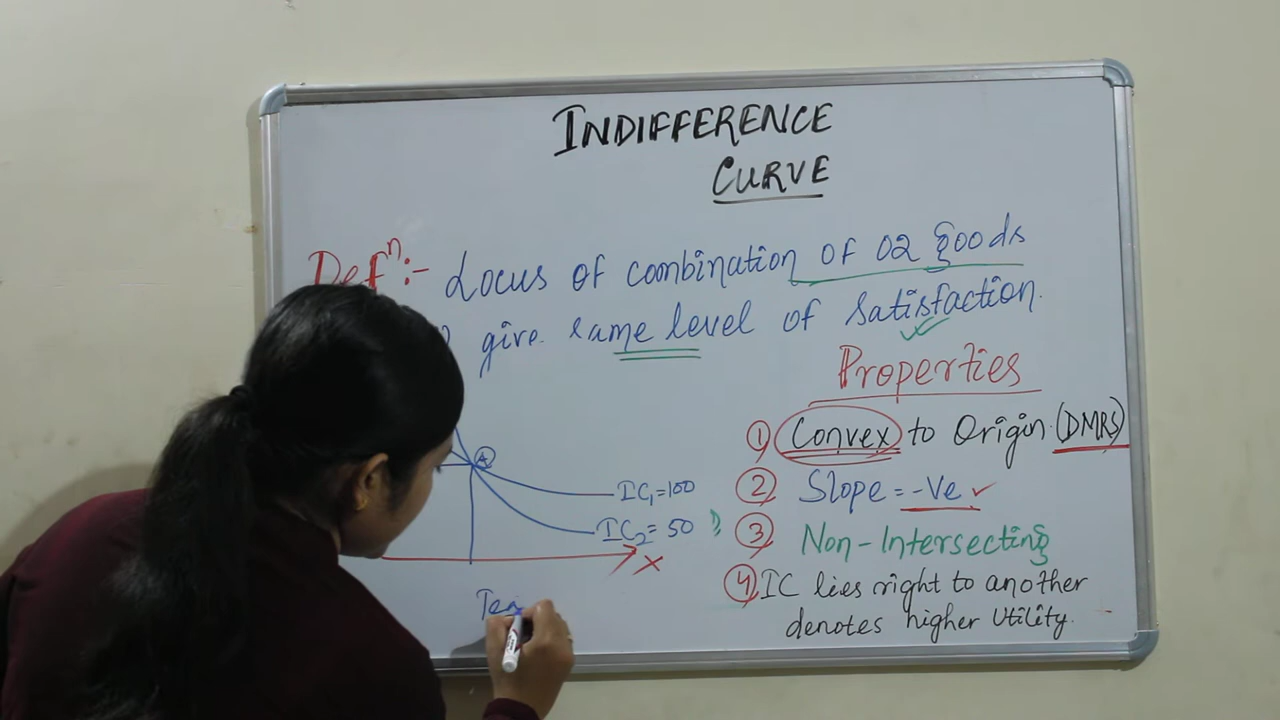 INDIFFERENCE
CURVE
Defⁿ:- Locus of combination of 02 goods
give same level of satisfaction.
Properties
① Convex to Origin (DMRS)
② Slope = -Ve ✓
③ Non-Intersecting
④ IC lies right to another
denotes higher Utility.
A
IC₁=100
IC₂=50
X
Tea